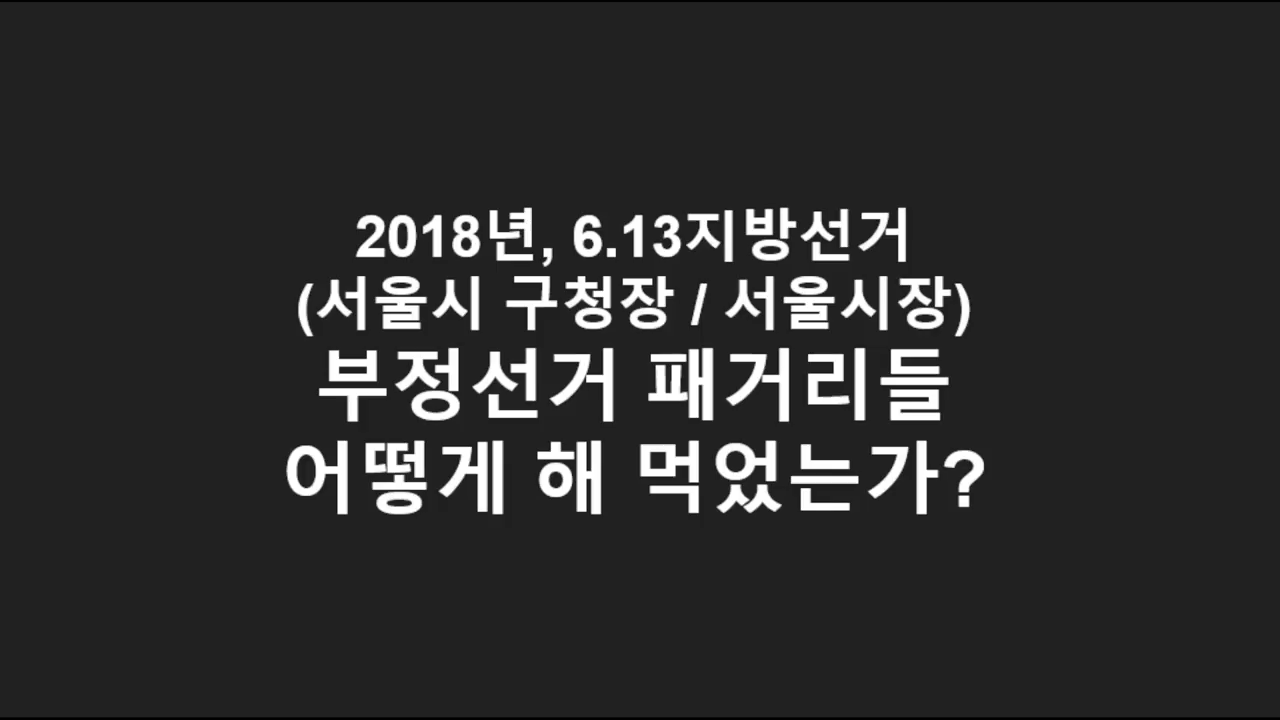 2018년, 6.13지방선거
(서울시 구청장 / 서울시장)
부정선거 패거리들
어떻게 해 먹었는가?